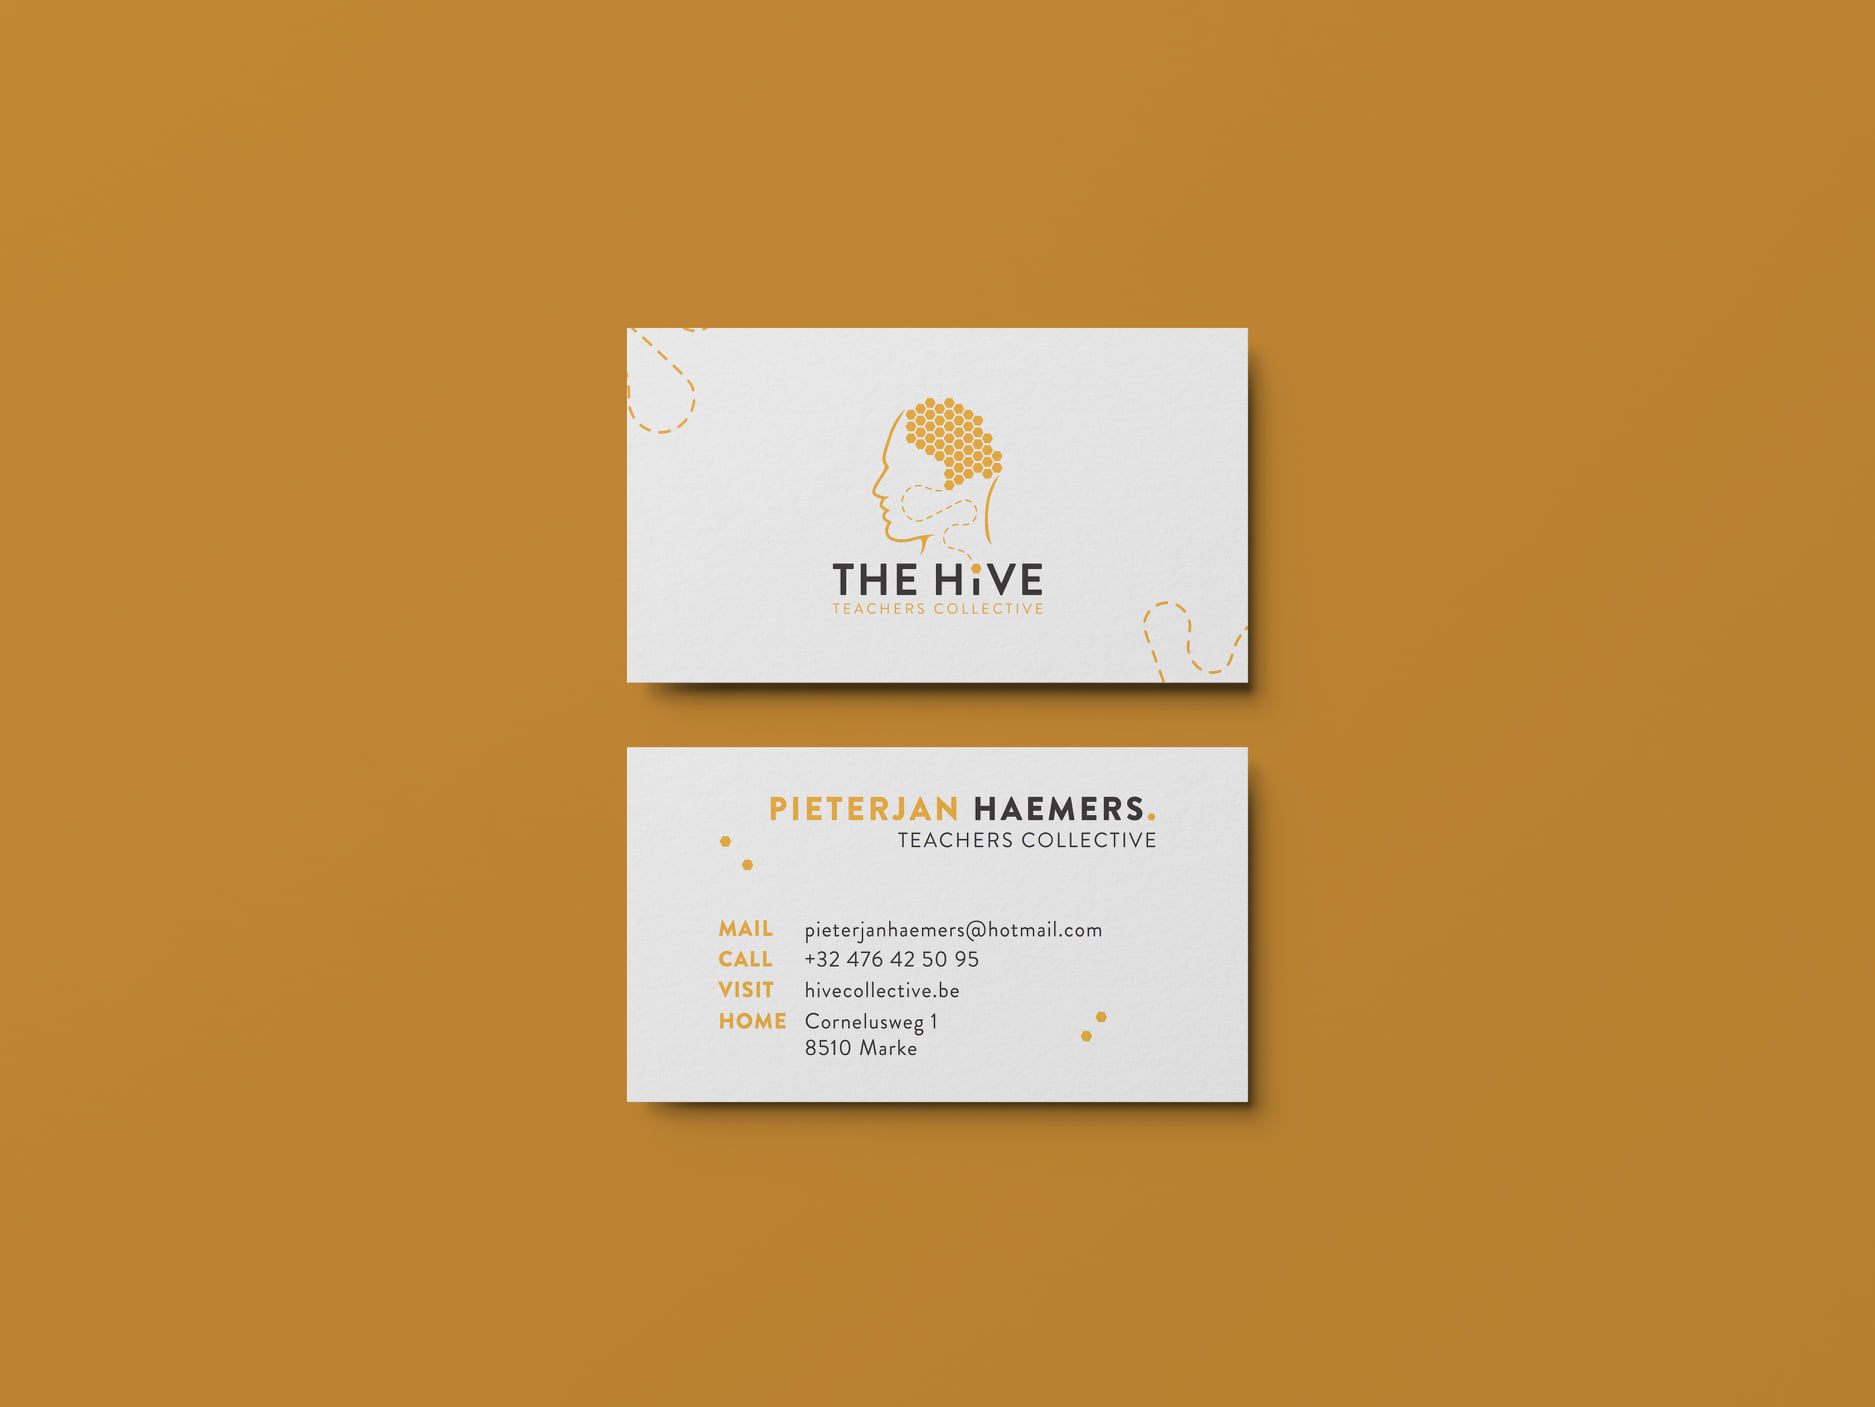 THE HiVE
TEACHERS COLLECTIVE
PIETERJAN HAEMERS.
TEACHERS COLLECTIVE
MAIL pieterjanhaemers@hotmail.com
CALL +32 476 42 50 95
VISIT hivecollective.be
HOME Cornelusweg 1
8510 Marke